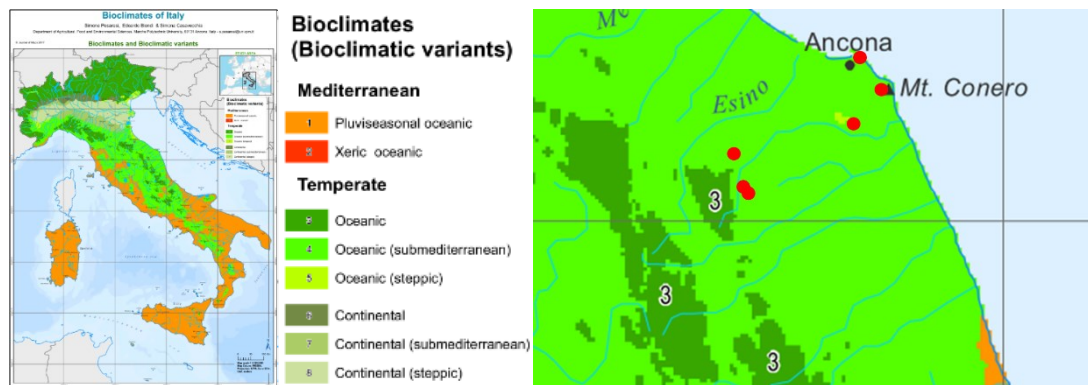 Bioclimates of Italy
Bioclimates and Bioclimatic variants
Bioclimates
(Bioclimatic variants)
Mediterranean
1 Pluviseasonal oceanic
2 Xeric oceanic
Temperate
3 Oceanic
4 Oceanic (submediterranean)
5 Oceanic (steppic)
6 Continental
7 Continental (submediterranean)
8 Continental (steppic)
Ancona
Mt. Conero
Esino
3
3
3